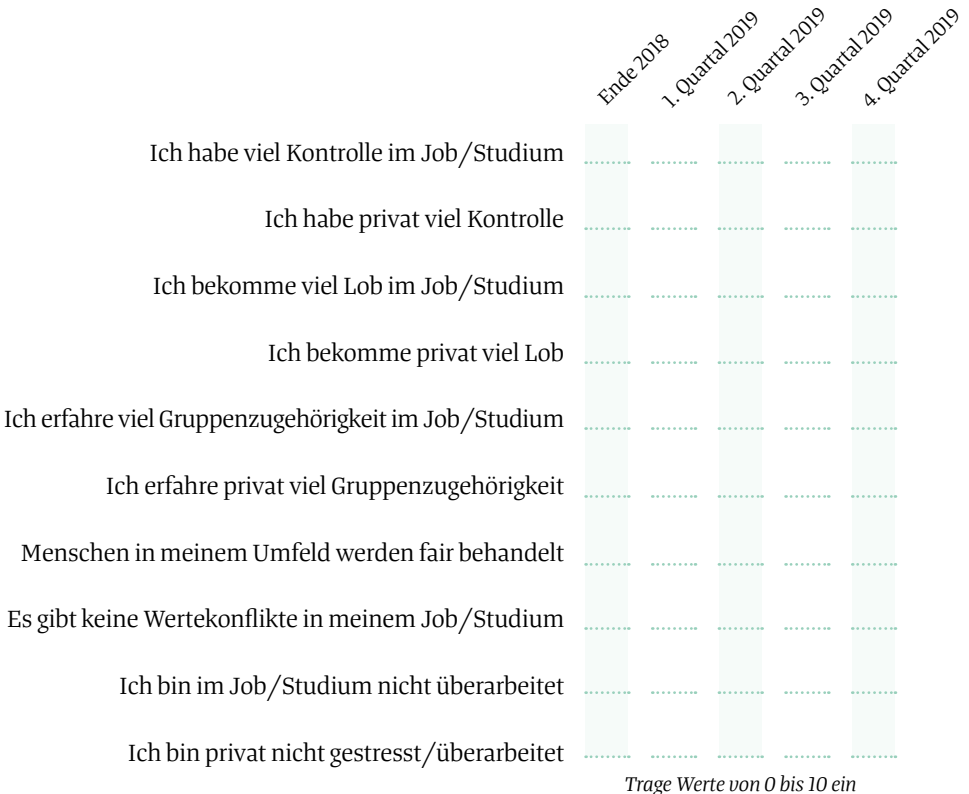 Ende 2018
1. Quartal 2019
2. Quartal 2019
3. Quartal 2019
4. Quartal 2019
Ich habe viel Kontrolle im Job/Studium
Ich habe privat viel Kontrolle
Ich bekomme viel Lob im Job/Studium
Ich bekomme privat viel Lob
Ich erfahre viel Gruppenzugehörigkeit im Job/Studium
Ich erfahre privat viel Gruppenzugehörigkeit
Menschen in meinem Umfeld werden fair behandelt
Es gibt keine Wertekonflikte in meinem Job/Studium
Ich bin im Job/Studium nicht überarbeitet
Ich bin privat nicht gestresst/überarbeitet
Trage Werte von 0 bis 10 ein